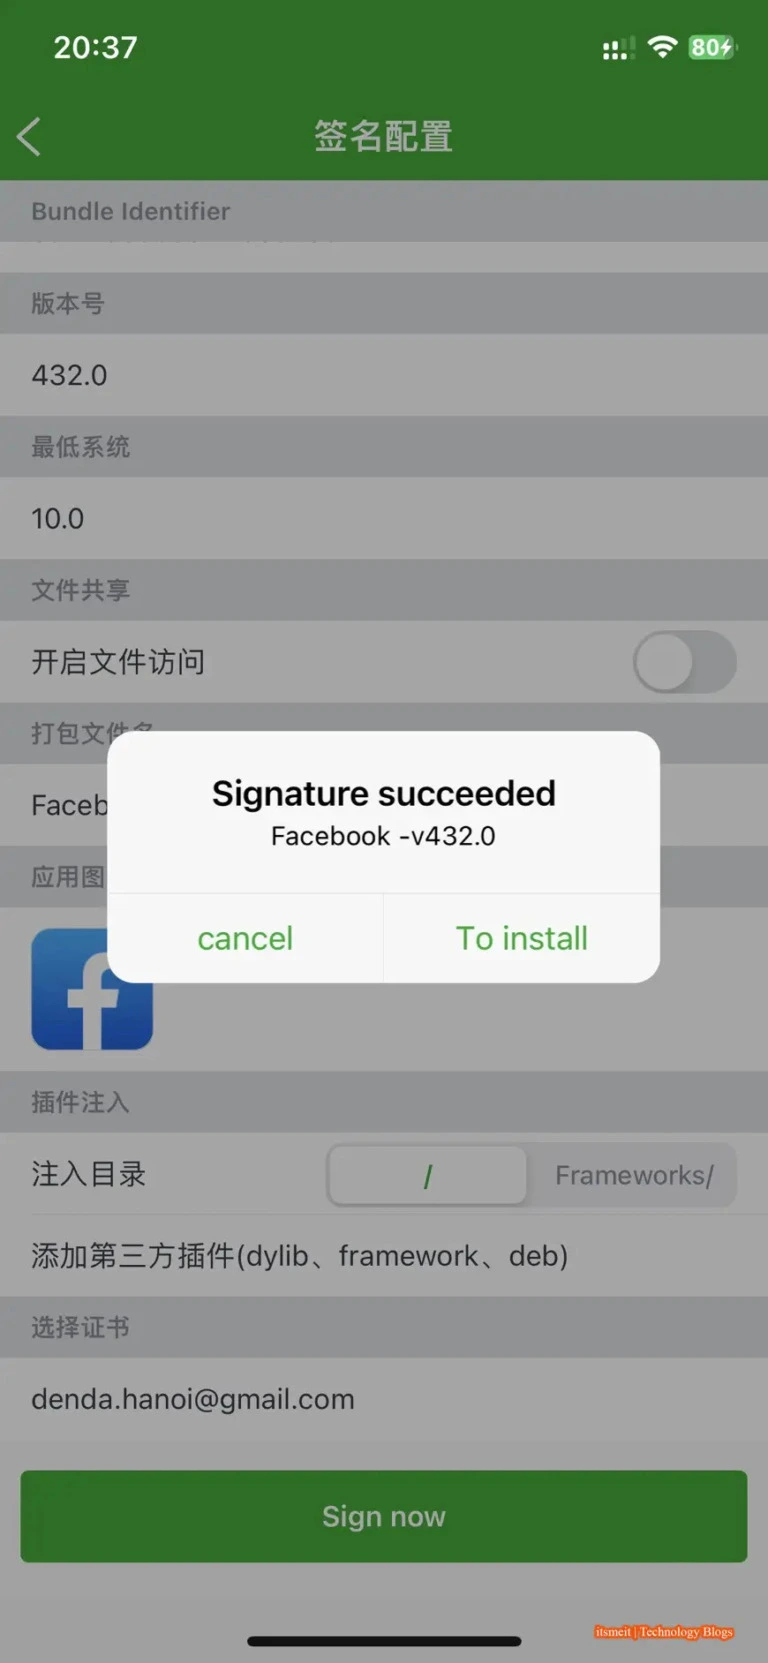 20:37
80
签名配置
Bundle Identifier
版本号
432.0
最低系统
10.0
文件共享
开启文件访问
打包文件名
Faceb
Signature succeeded
Facebook -v432.0
应用图
cancel
To install
插件注入
注入目录
/
Frameworks/
添加第三方插件(dylib、framework、deb)
选择证书
denda.hanoi@gmail.com
Sign now
itsmeit | Technology Blogs